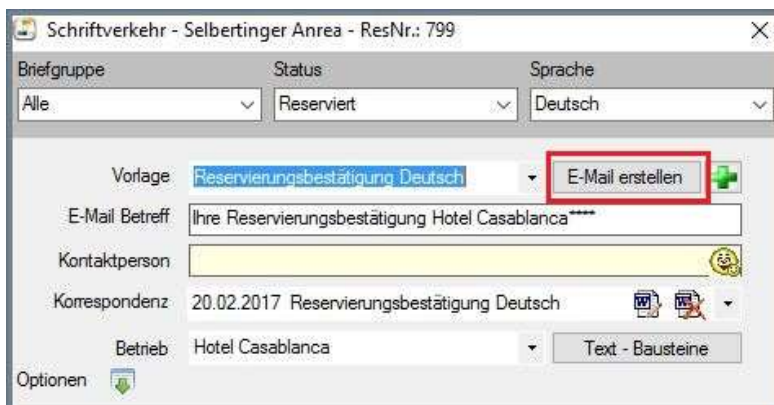 Schriftverkehr - Selbertinger Anrea - ResNr.: 799
Briefgruppe Status Sprache
Alle Reserviert Deutsch
Vorlage Reservierungsbestätigung Deutsch E-Mail erstellen
E-Mail Betreff Ihre Reservierungsbestätigung Hotel Casablanca****
Kontaktperson
Korrespondenz 20.02.2017 Reservierungsbestätigung Deutsch
Betrieb Hotel Casablanca Text - Bausteine
Optionen